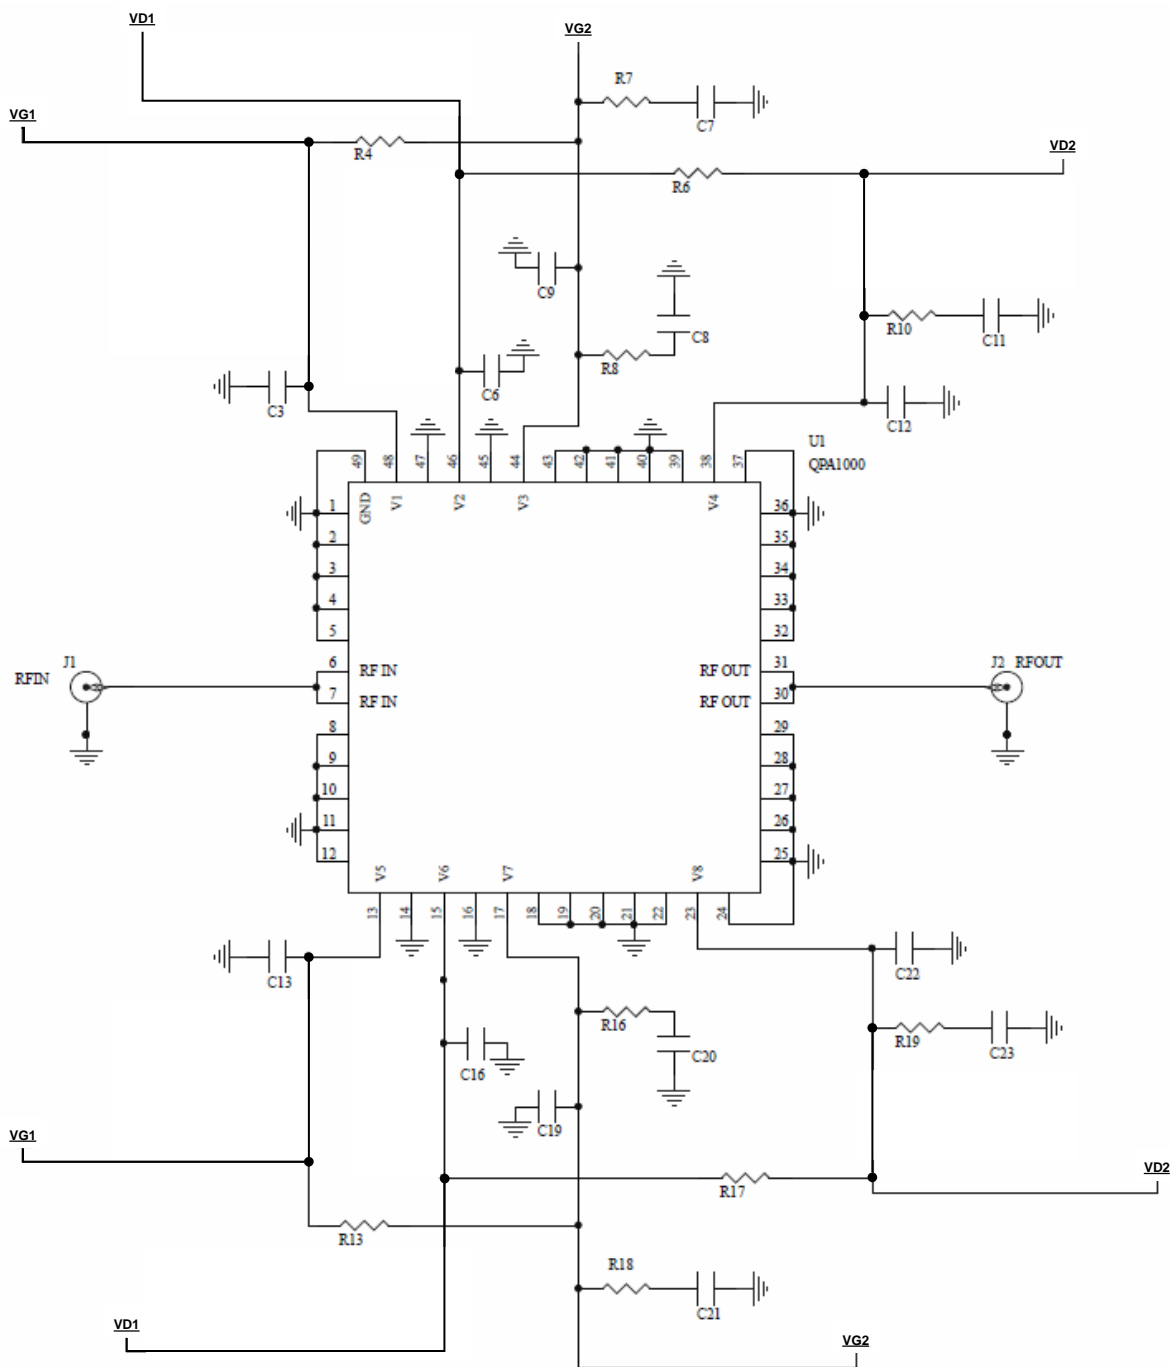 VD1
VG2
R7
C7
VG1
R4
VD2
R6
C9
R8
C8
R10
C11
C3
C6
C12
49
48
47
46
45
44
43
42
41
40
39
38
37
U1
QPA1000
GND
V1
V2
V3
V4
1
36
2
35
3
34
4
33
5
32
J1
RFIN
6
RF IN
RF OUT
31
J2 RFOUT
7
RF IN
RF OUT
30
8
29
9
28
10
27
11
26
12
25
V5
V6
V7
V8
13
14
15
16
17
18
19
20
21
22
23
24
C13
C22
R16
C20
R19
C23
C16
C19
VG1
VD2
R17
R13
R18
C21
VD1
VG2